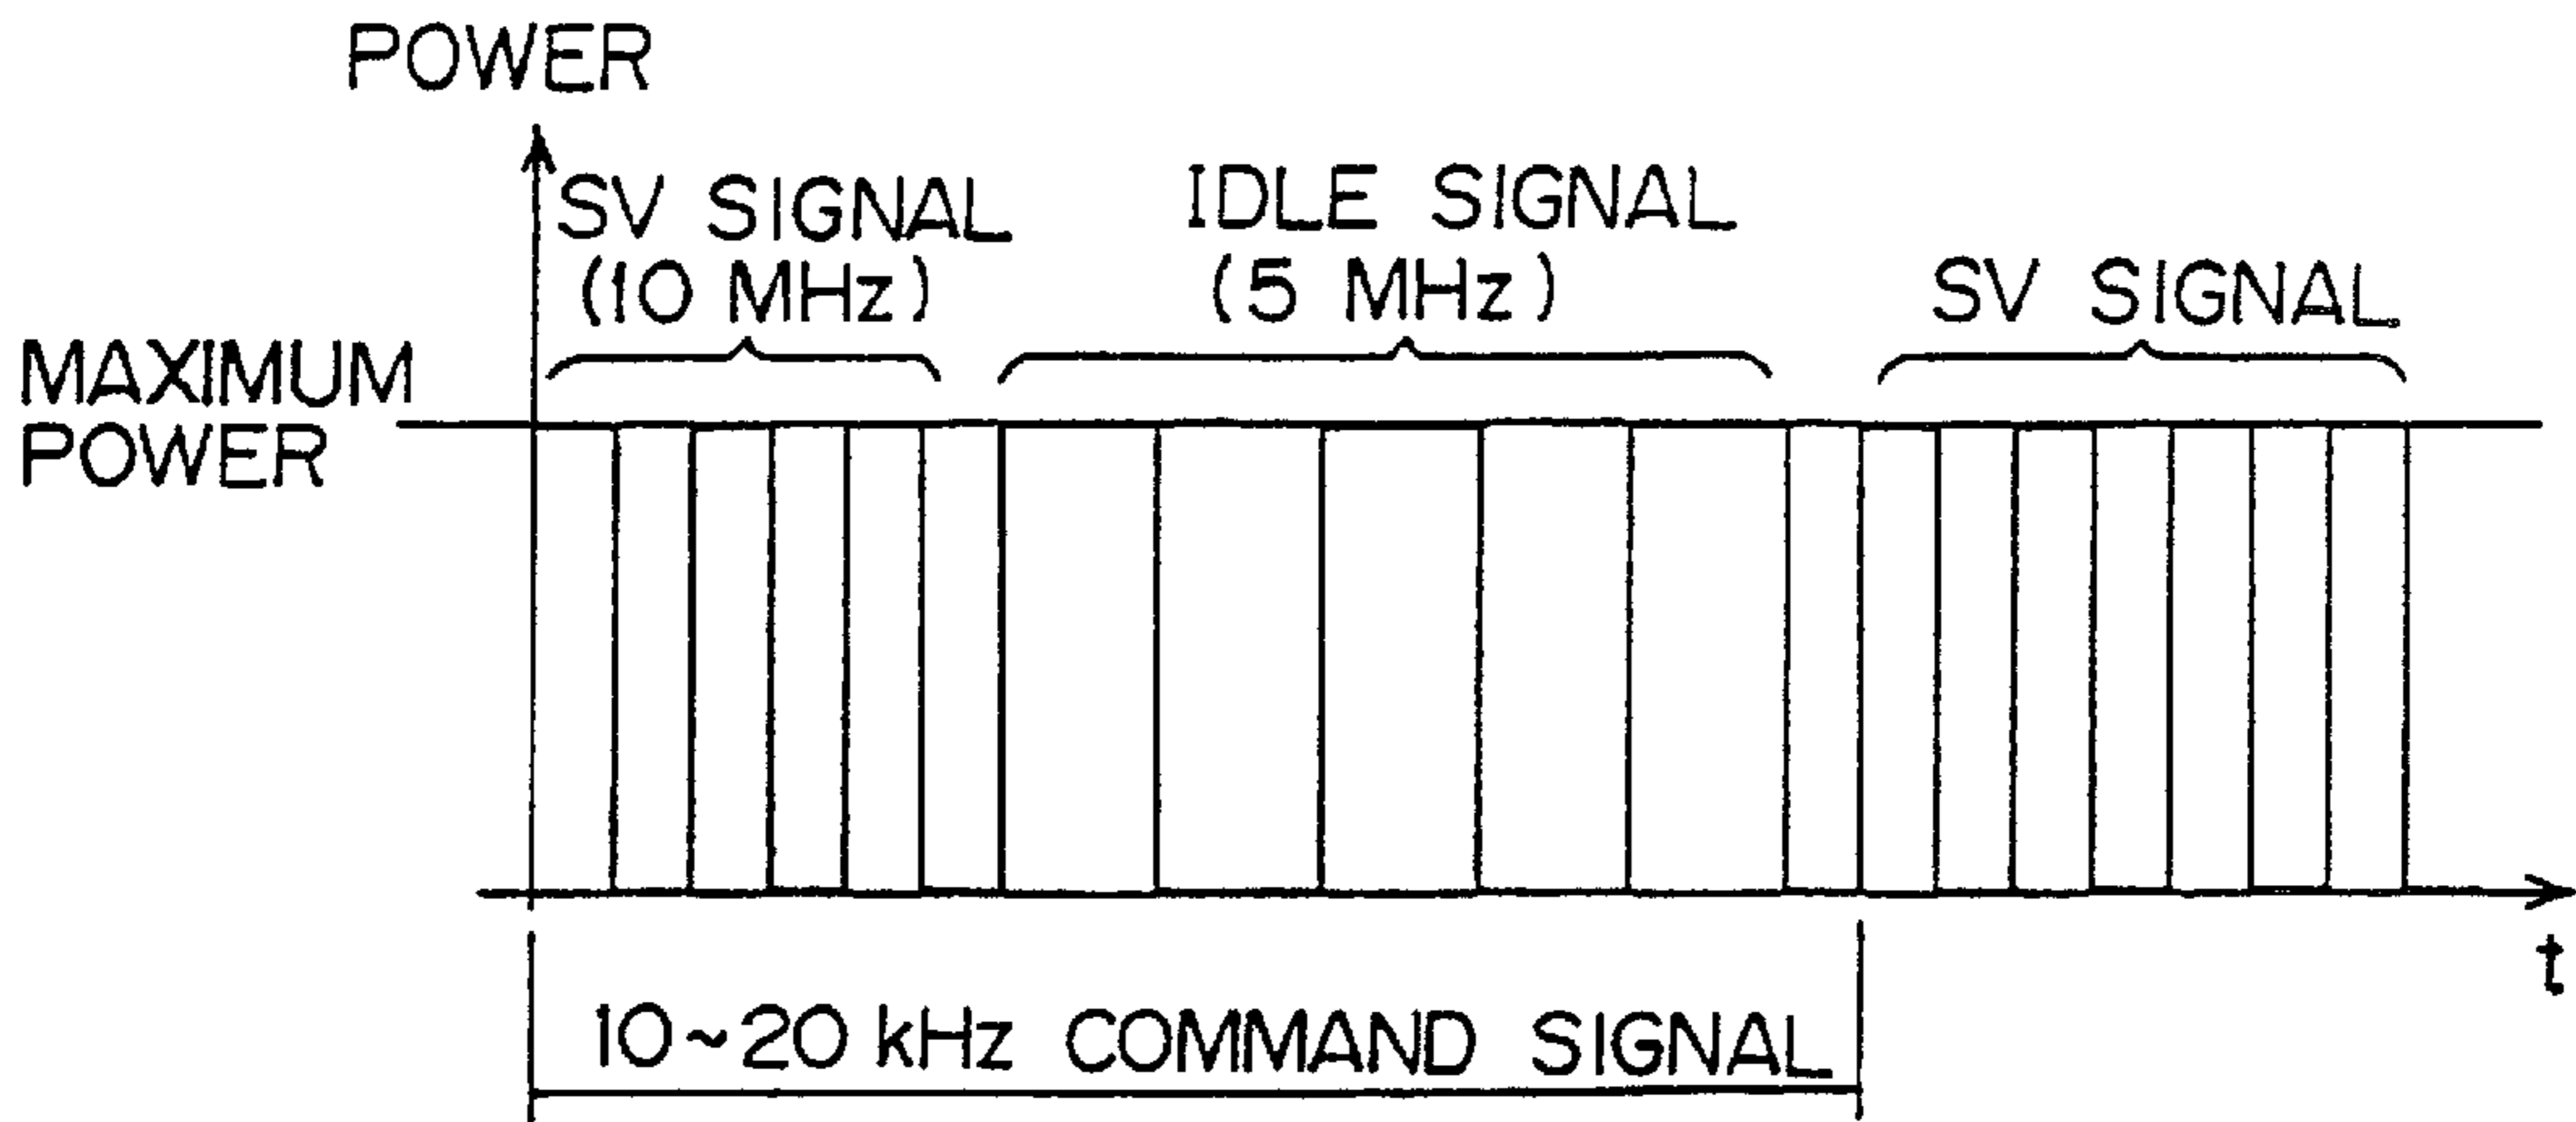 POWER
SV SIGNAL
(10 MHz)
IDLE SIGNAL
(5 MHz)
SV SIGNAL
MAXIMUM
POWER
t
10~20 kHz COMMAND SIGNAL